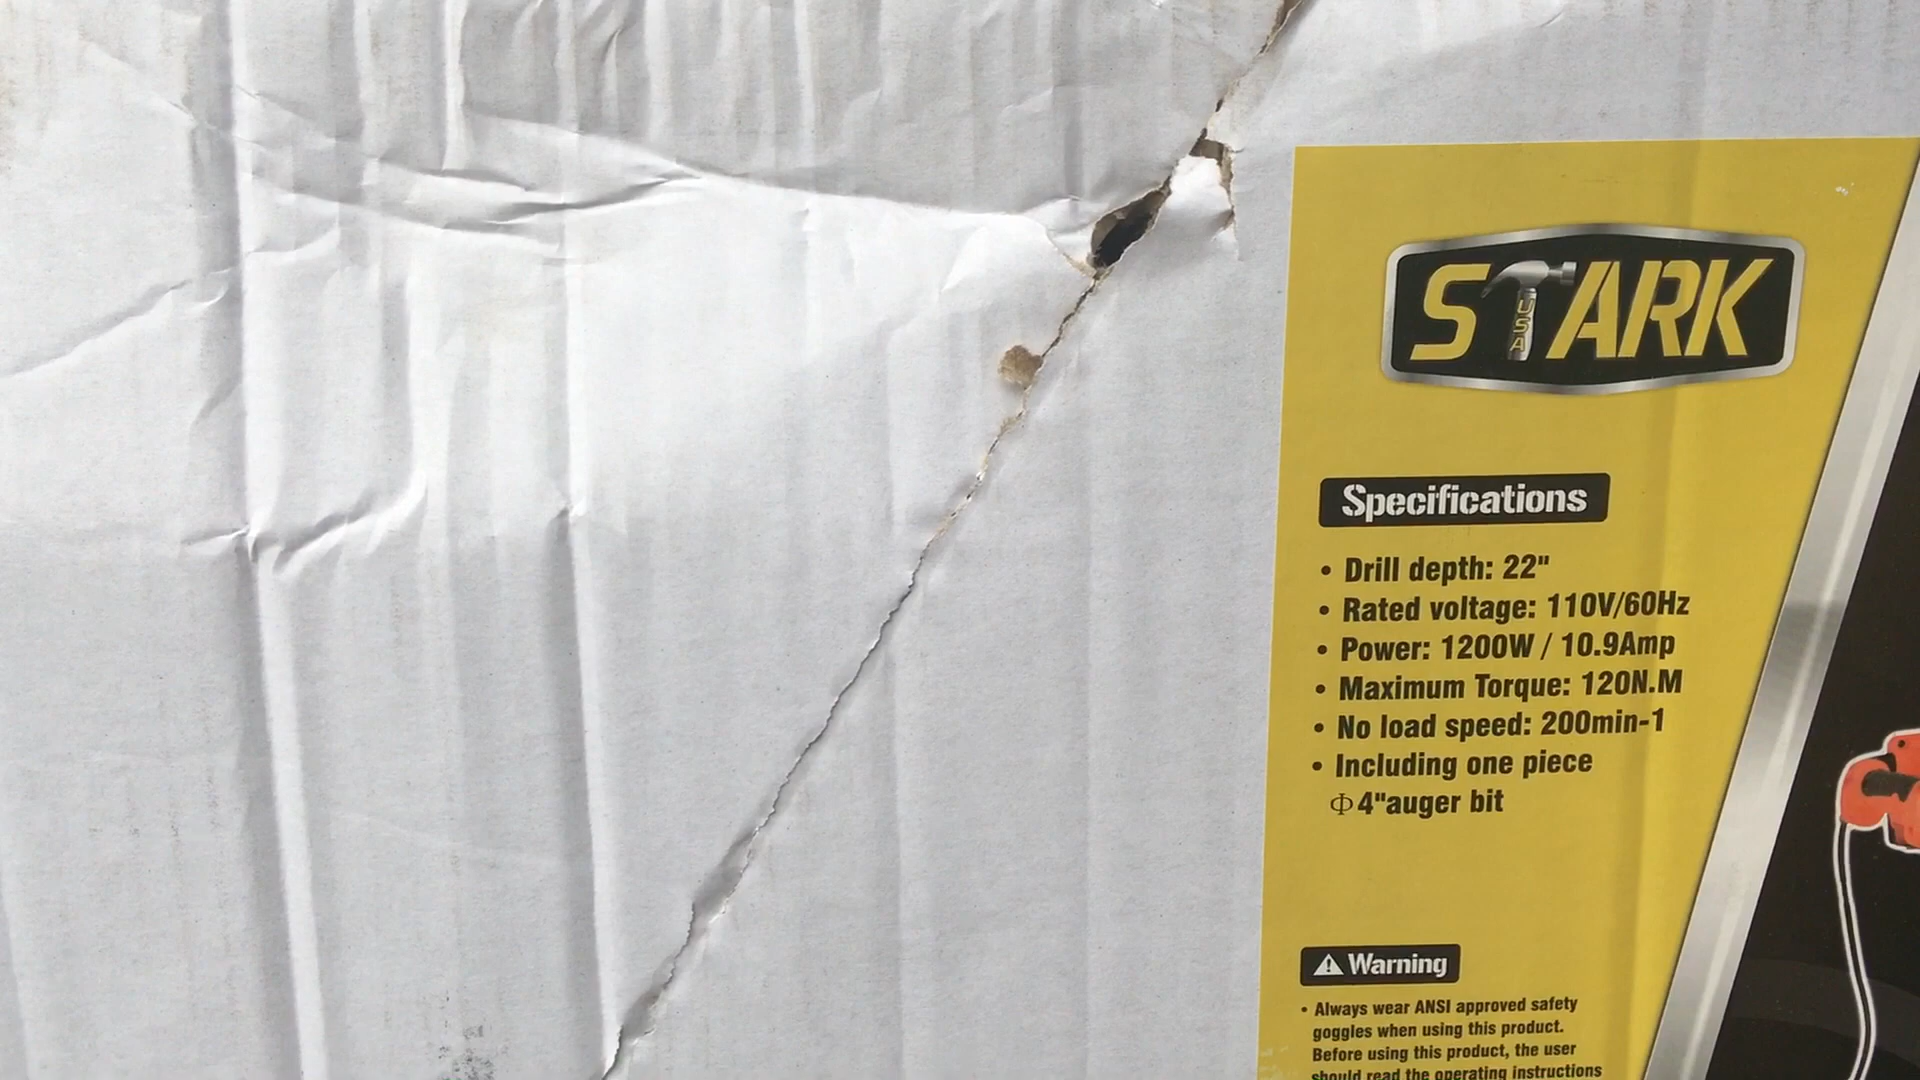 STARK
USA
Specifications
• Drill depth: 22"
• Rated voltage: 110V/60Hz
• Power: 1200W / 10.9Amp
• Maximum Torque: 120N.M
• No load speed: 200min-1
• Including one piece
Φ4"auger bit
Warning
• Always wear ANSI approved safety
goggles when using this product.
Before using this product, the user
should read the operating instructions